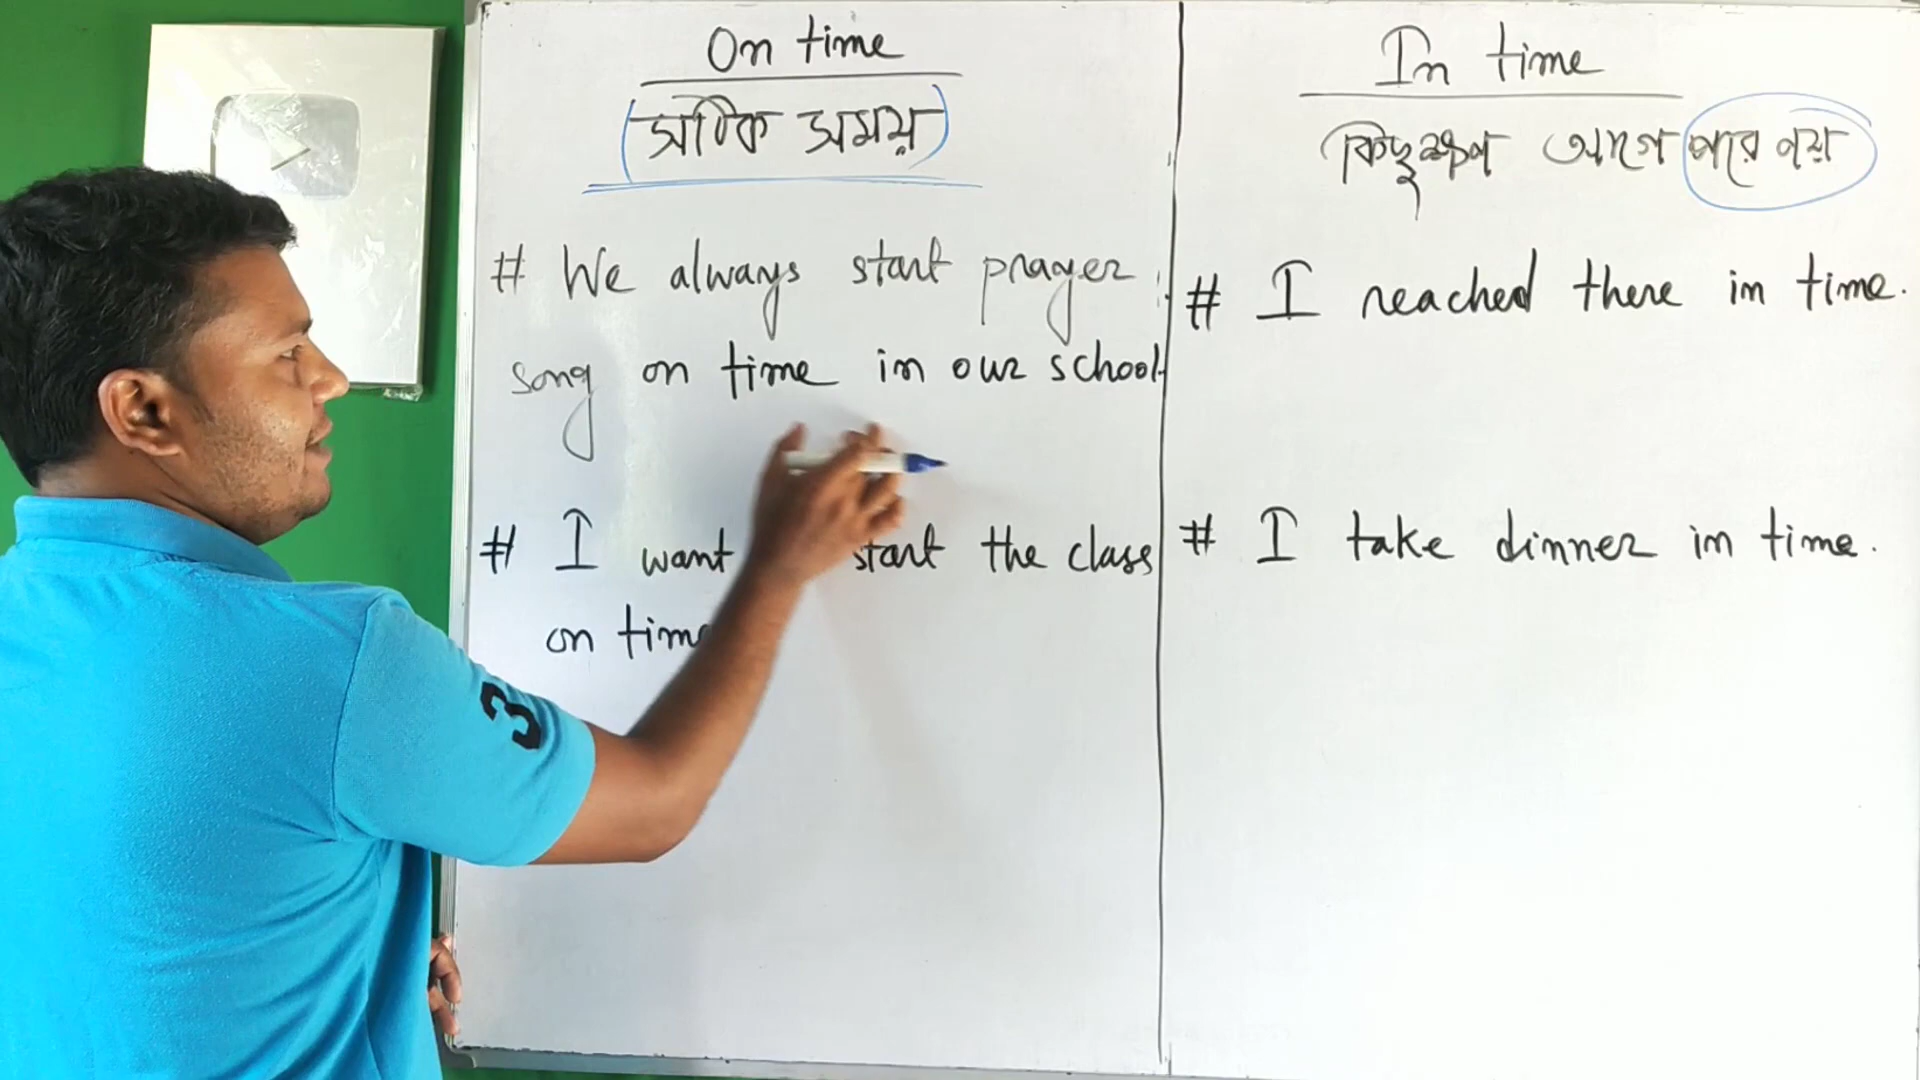 On time
সঠিক সময়
# We always start prayer
song on time in our school.
# I want start the class
on time
In time
কিছুক্ষণ আগে পরে নয়
# I reached there in time.
# I take dinner in time.
3